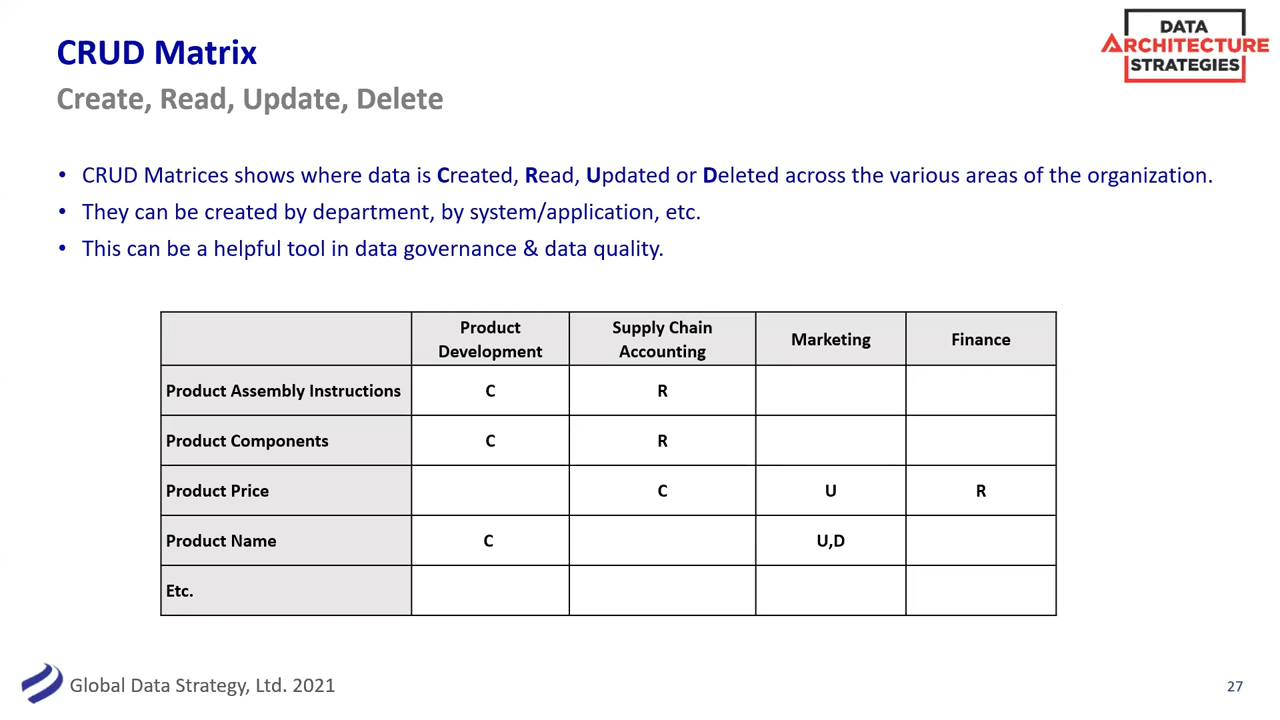 CRUD Matrix
Create, Read, Update, Delete
DATA
ARCHITECTURE
STRATEGIES
• CRUD Matrices shows where data is Created, Read, Updated or Deleted across the various areas of the organization.
• They can be created by department, by system/application, etc.
• This can be a helpful tool in data governance & data quality.
Product Development Supply Chain Accounting Marketing Finance
Product Assembly Instructions C R
Product Components C R
Product Price C U R
Product Name C U,D
Etc.
Global Data Strategy, Ltd. 2021
27